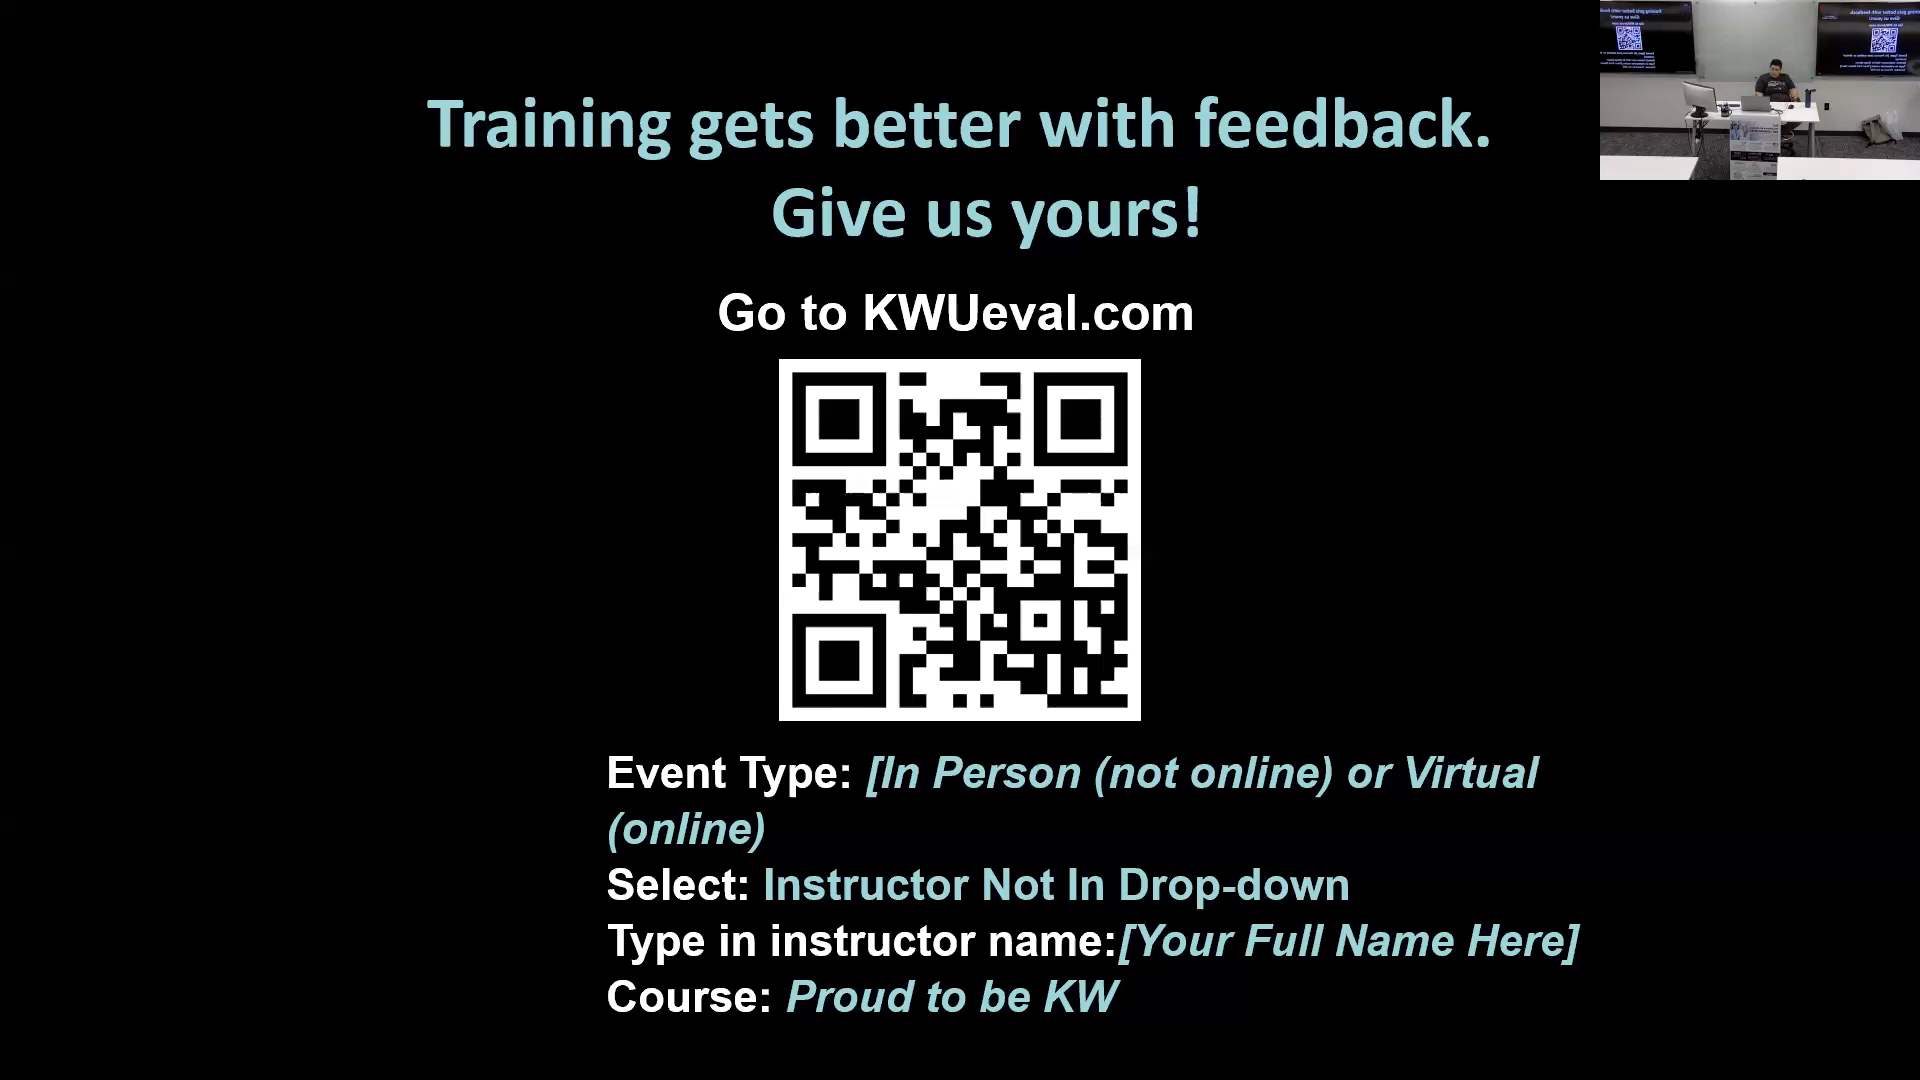 Training gets better with feedback.
Give us yours!
Go to KWUeval.com
Event Type: [In Person (not online) or Virtual
(online)
Select: Instructor Not In Drop-down
Type in instructor name:[Your Full Name Here]
Course: Proud to be KW